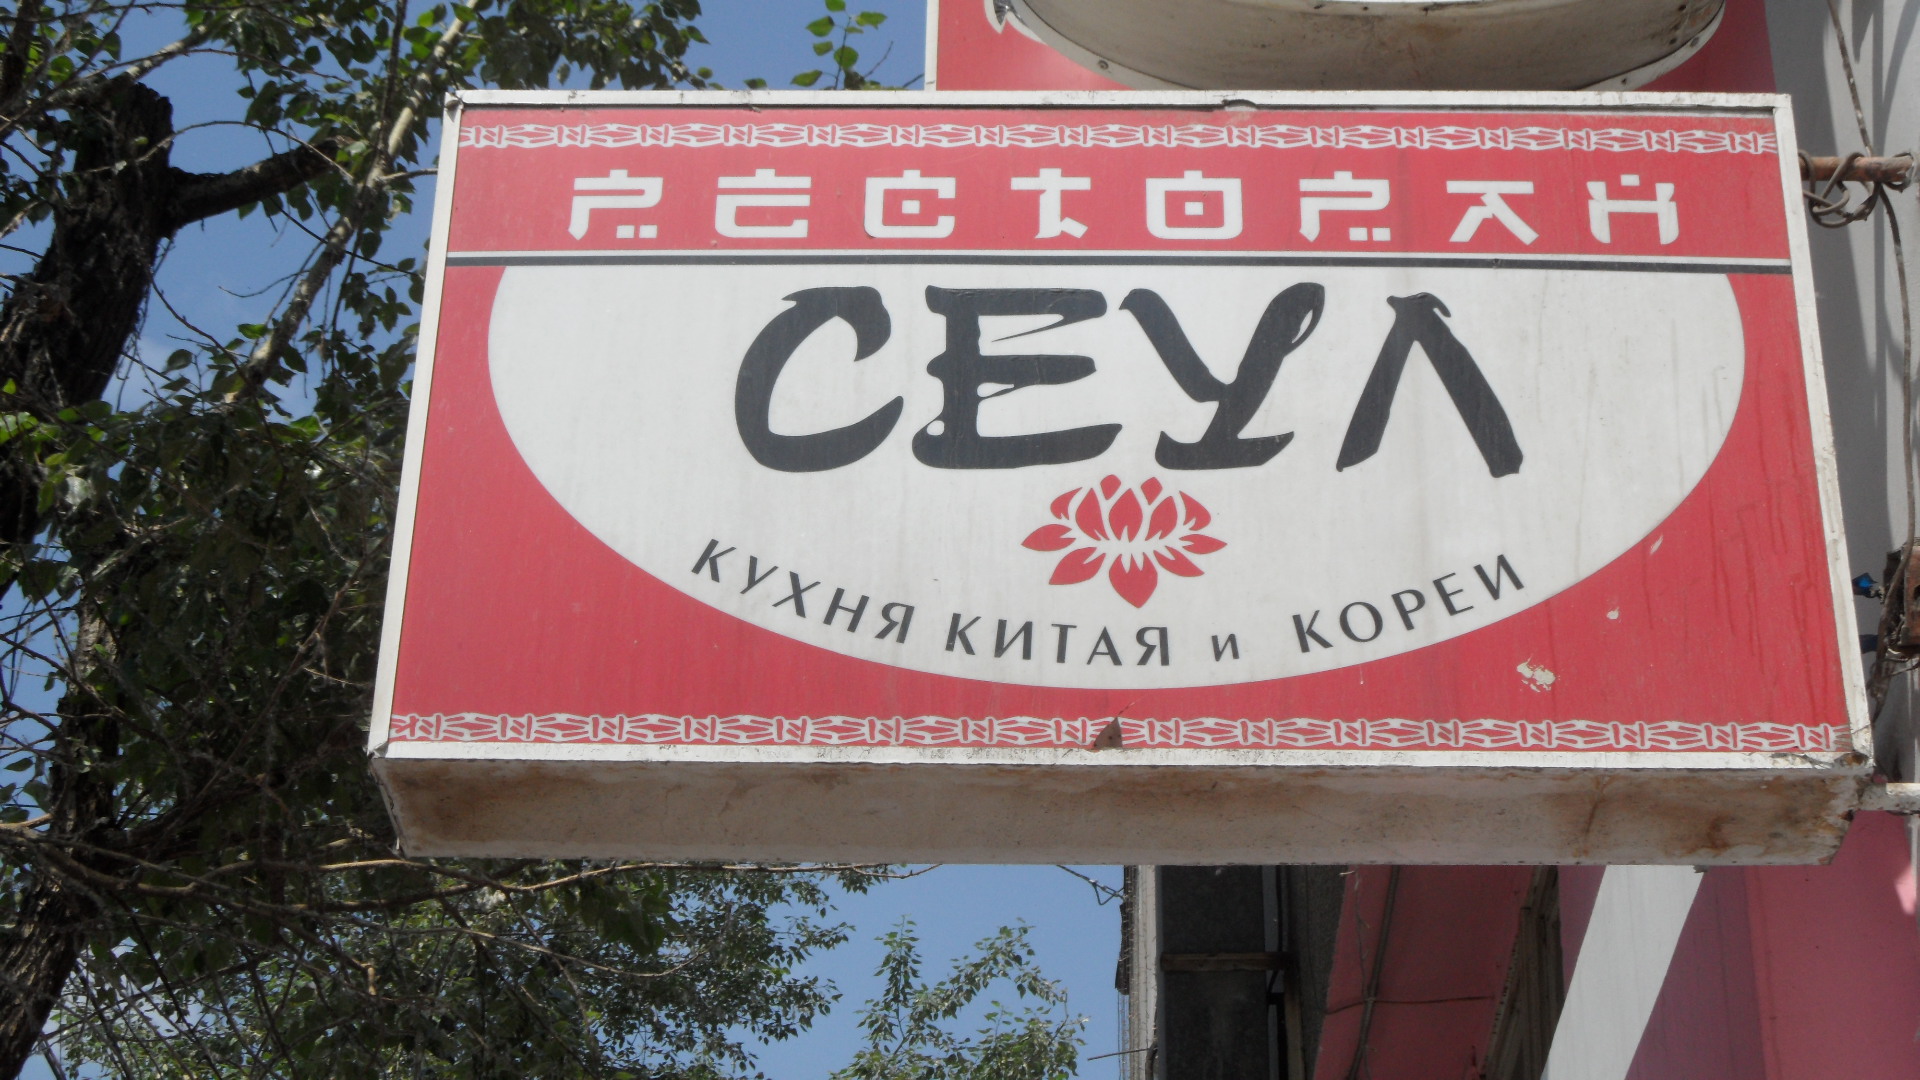 РЕСТОРАН
СЕУЛ
КУХНЯ КИТАЯ и КОРЕИ